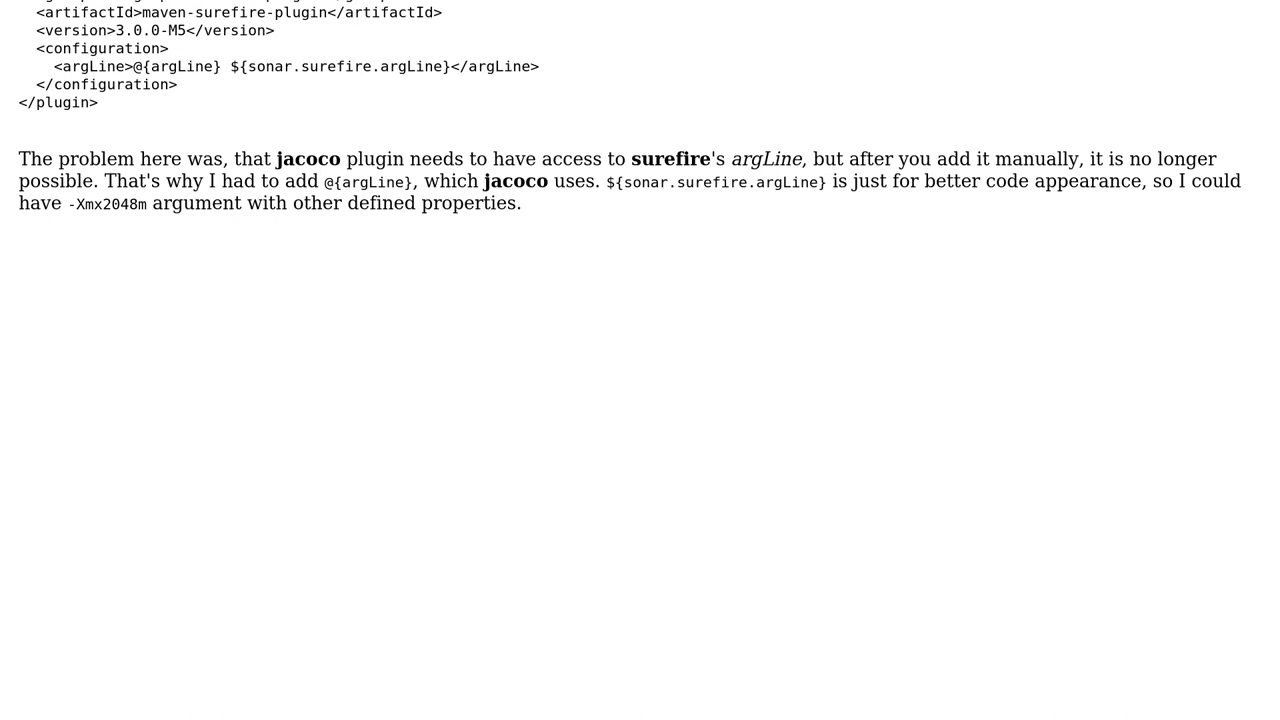 <artifactId>maven-surefire-plugin</artifactId>
<version>3.0.0-M5</version>
<configuration>
<argLine>@{argLine} ${sonar.surefire.argLine}</argLine>
</configuration>
</plugin>
The problem here was, that jacoco plugin needs to have access to surefire's argLine, but after you add it manually, it is no longer
possible. That's why I had to add @{argLine}, which jacoco uses. ${sonar.surefire.argLine} is just for better code appearance, so I could
have -Xmx2048m argument with other defined properties.